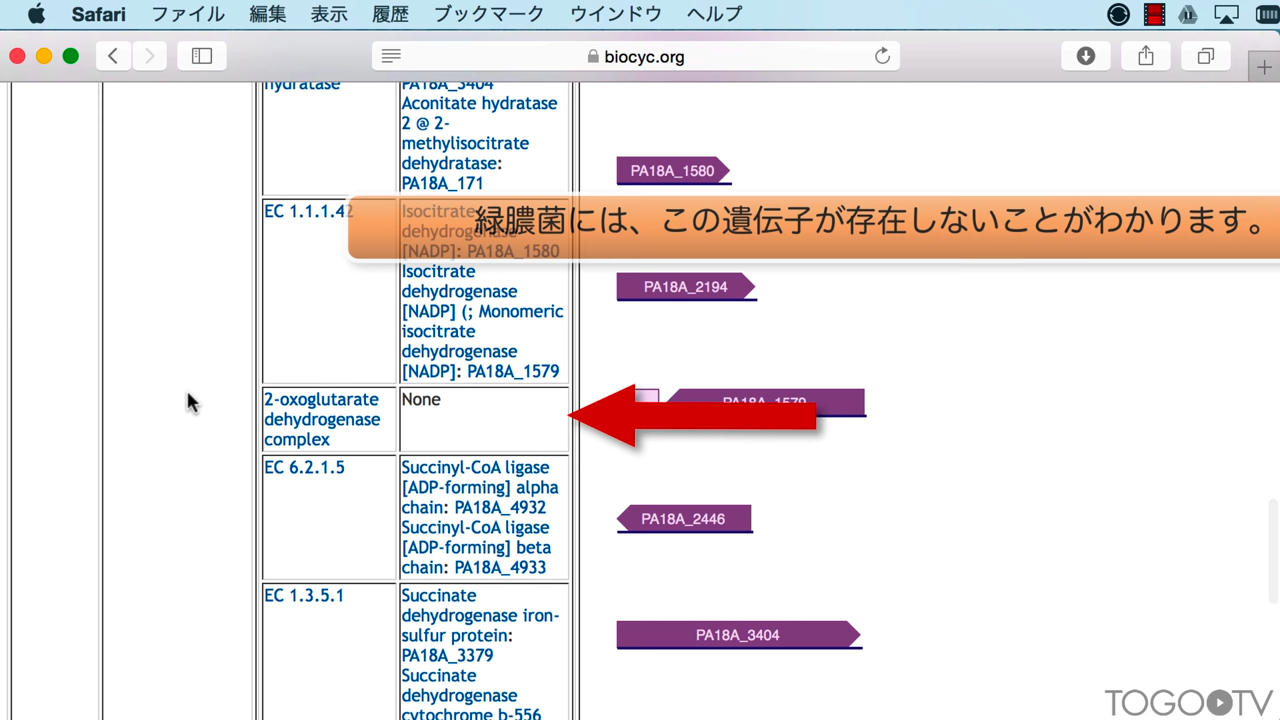 Safari ファイル 編集 表示 履歴 ブックマーク ウインドウ ヘルプ
biocyc.org
hydratase
PA18A_3404
Aconitate hydratase
2 @ 2-
methylisocitrate
dehydratase:
PA18A_171
EC 1.1.1.42
Isocitrate
dehydrogenase
[NADP]: PA18A_1580
Isocitrate
dehydrogenase
[NADP] (; Monomeric
isocitrate
dehydrogenase
[NADP]: PA18A_1579
2-oxoglutarate
dehydrogenase
complex
None
EC 6.2.1.5
Succinyl-CoA ligase
[ADP-forming] alpha
chain: PA18A_4932
Succinyl-CoA ligase
[ADP-forming] beta
chain: PA18A_4933
EC 1.3.5.1
Succinate
dehydrogenase iron-
sulfur protein:
PA18A_3379
Succinate
dehydrogenase
cytochrome b-556
PA18A_1580
緑膿菌には、この遺伝子が存在しないことがわかります。
PA18A_2194
PA18A_1579
PA18A_2446
PA18A_3404
TOGOTV